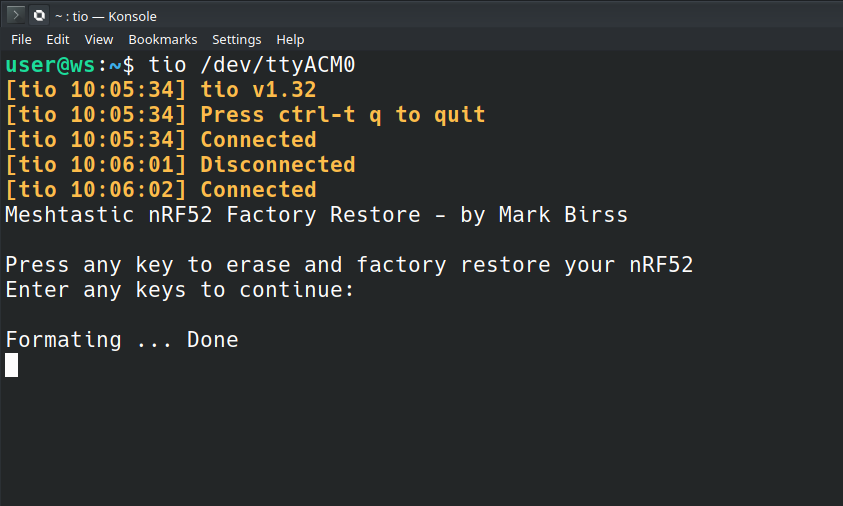 ~ : tio — Konsole
File Edit View Bookmarks Settings Help
user@ws:~$ tio /dev/ttyACM0
[tio 10:05:34] tio v1.32
[tio 10:05:34] Press ctrl-t q to quit
[tio 10:05:34] Connected
[tio 10:06:01] Disconnected
[tio 10:06:02] Connected
Meshtastic nRF52 Factory Restore - by Mark Birss
Press any key to erase and factory restore your nRF52
Enter any keys to continue:
Formating ... Done